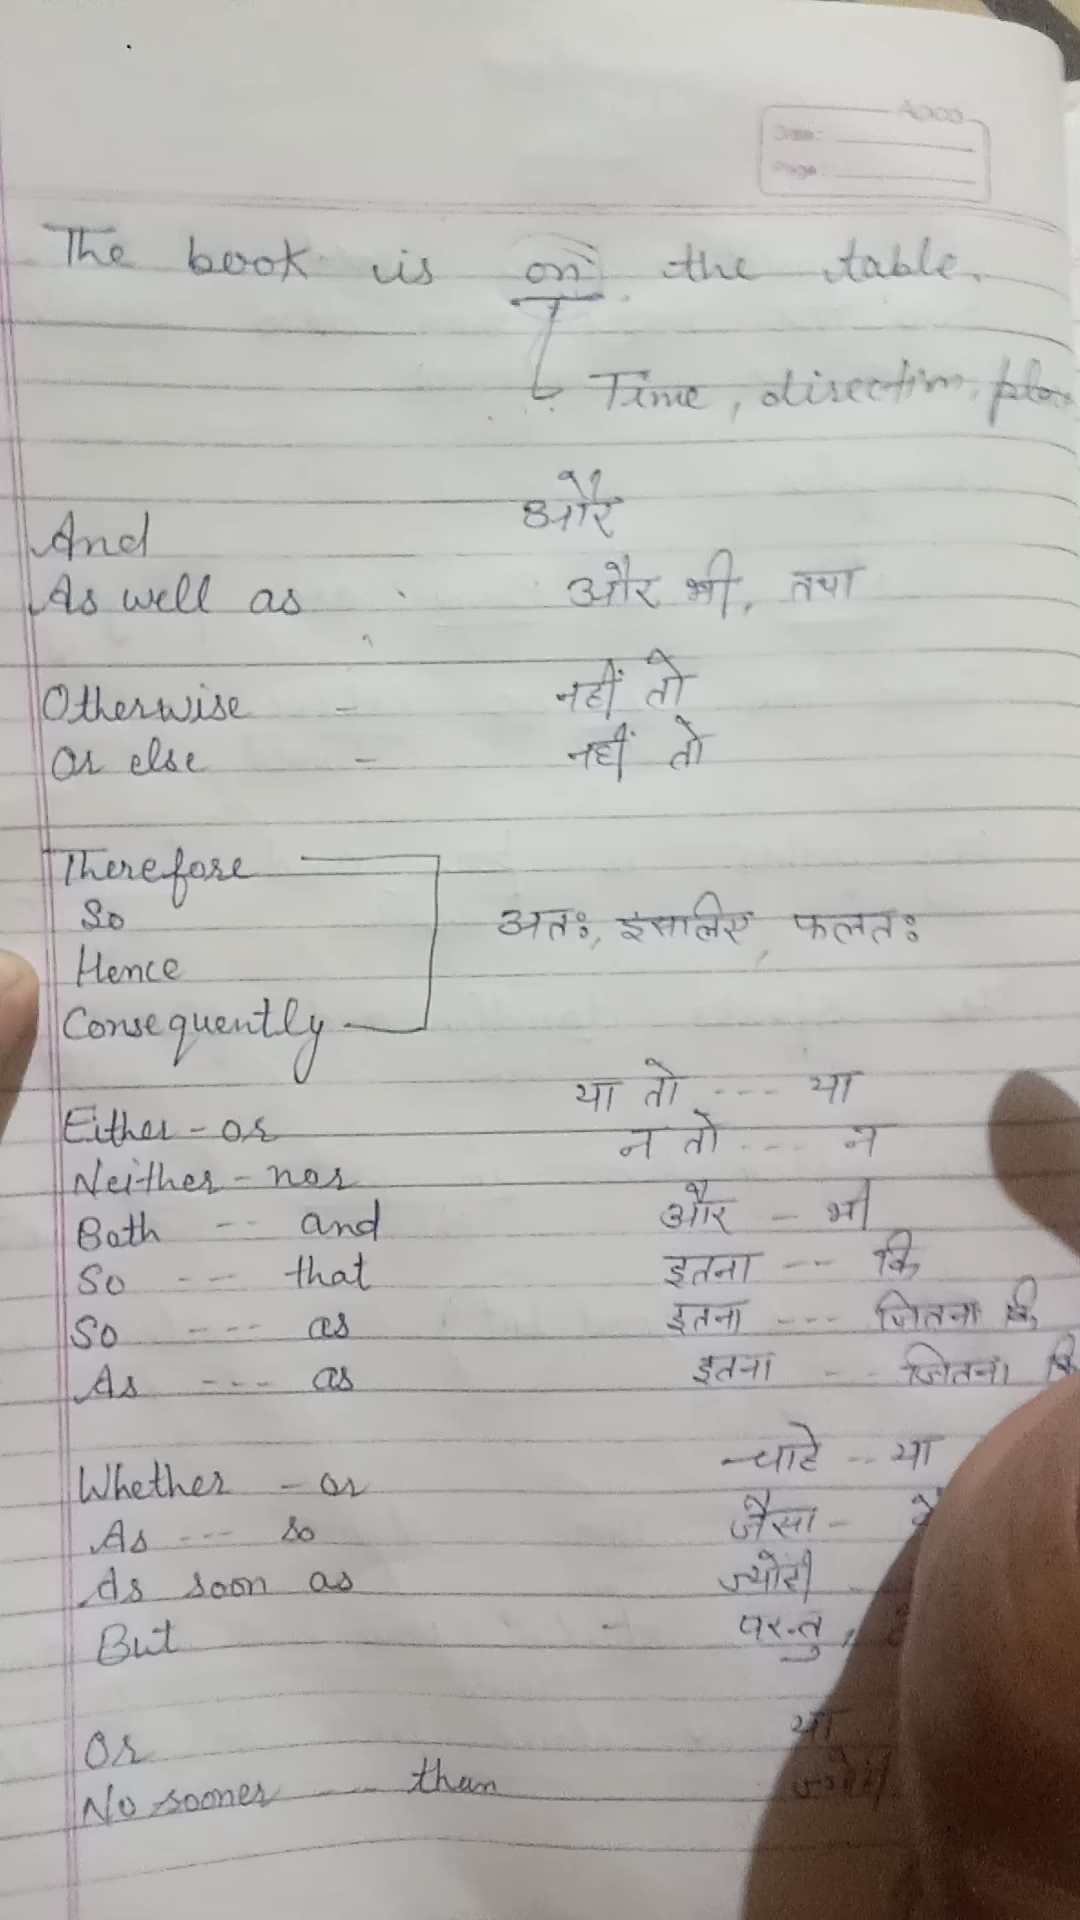 Date:
Page:
The book is on the table.
Time, direction,
And और
As well as और भी, तथा
Otherwise - नहीं तो
Or else - नहीं तो
Therefore
So
Hence
Consequently
अतः, इसलिए, फलतः
Either - or या तो --- या
Neither - nor न तो --- न
Both -- and और - भी
So --- that इतना --- कि
So ---- as इतना ---- जितना कि
As --- as इतना -- जितना कि
Whether - or चाहे -- या
As --- so जैसा -
As soon as ज्योंही
But - परन्तु,
Or या
No sooner --- than ज्योंही